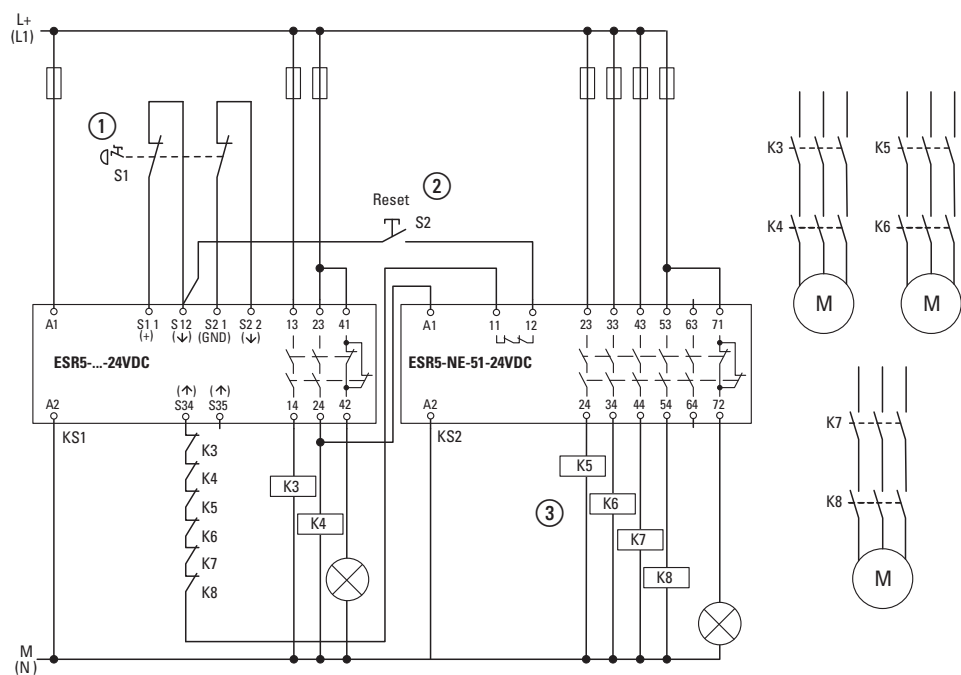 L+
(L1)
1
S1
Reset
2
S2
K3
K5
K4
K6
M
M
A1
S1 1
(+)
S12
(↓)
S2 1
(GND)
S2 2
(↓)
13
23
41
A1
11
12
23
33
43
53
63
71
ESR5-...-24VDC
ESR5-NE-51-24VDC
(↑)
S34
(↑)
S35
A2
14
24
42
A2
24
34
44
54
64
72
KS1
KS2
K3
K4
K5
K6
K7
K8
K3
K4
3
K5
K6
K7
K8
K7
K8
M
M
(N)